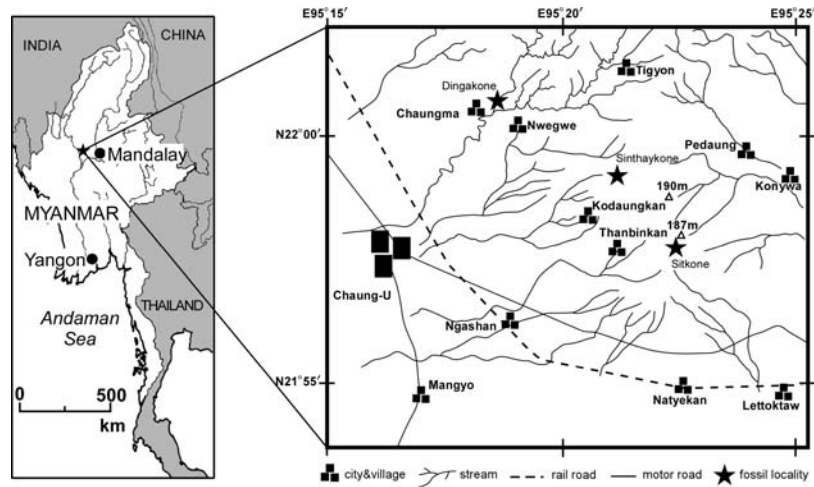 INDIA
CHINA
Mandalay
MYANMAR
Yangon
THAILAND
Andaman
Sea
0 500
km
E95°15' E95°20' E95°25'
Tigyon
Dingakone
Chaungma
Nwegwe
N22°00'
Pedaung
Sinthaykone
Konywa
190m
Kodaungkan
187m
Thanbinkan
Sitkone
Chaung-U
Ngashan
N21°55'
Mangyo
Natyekan
Lettoktaw
city&village stream rail road motor road fossil locality